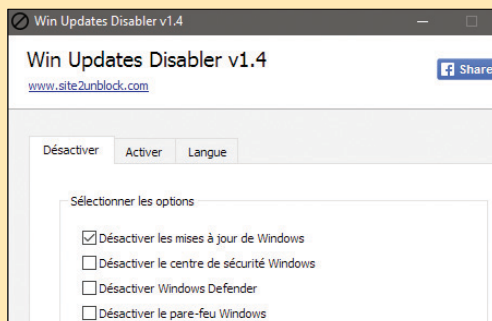 Win Updates Disabler v1.4
Win Updates Disabler v1.4
www.site2unblock.com
Share
Désactiver Activer Langue
Sélectionner les options
Désactiver les mises à jour de Windows
Désactiver le centre de sécurité Windows
Désactiver Windows Defender
Désactiver le pare-feu Windows